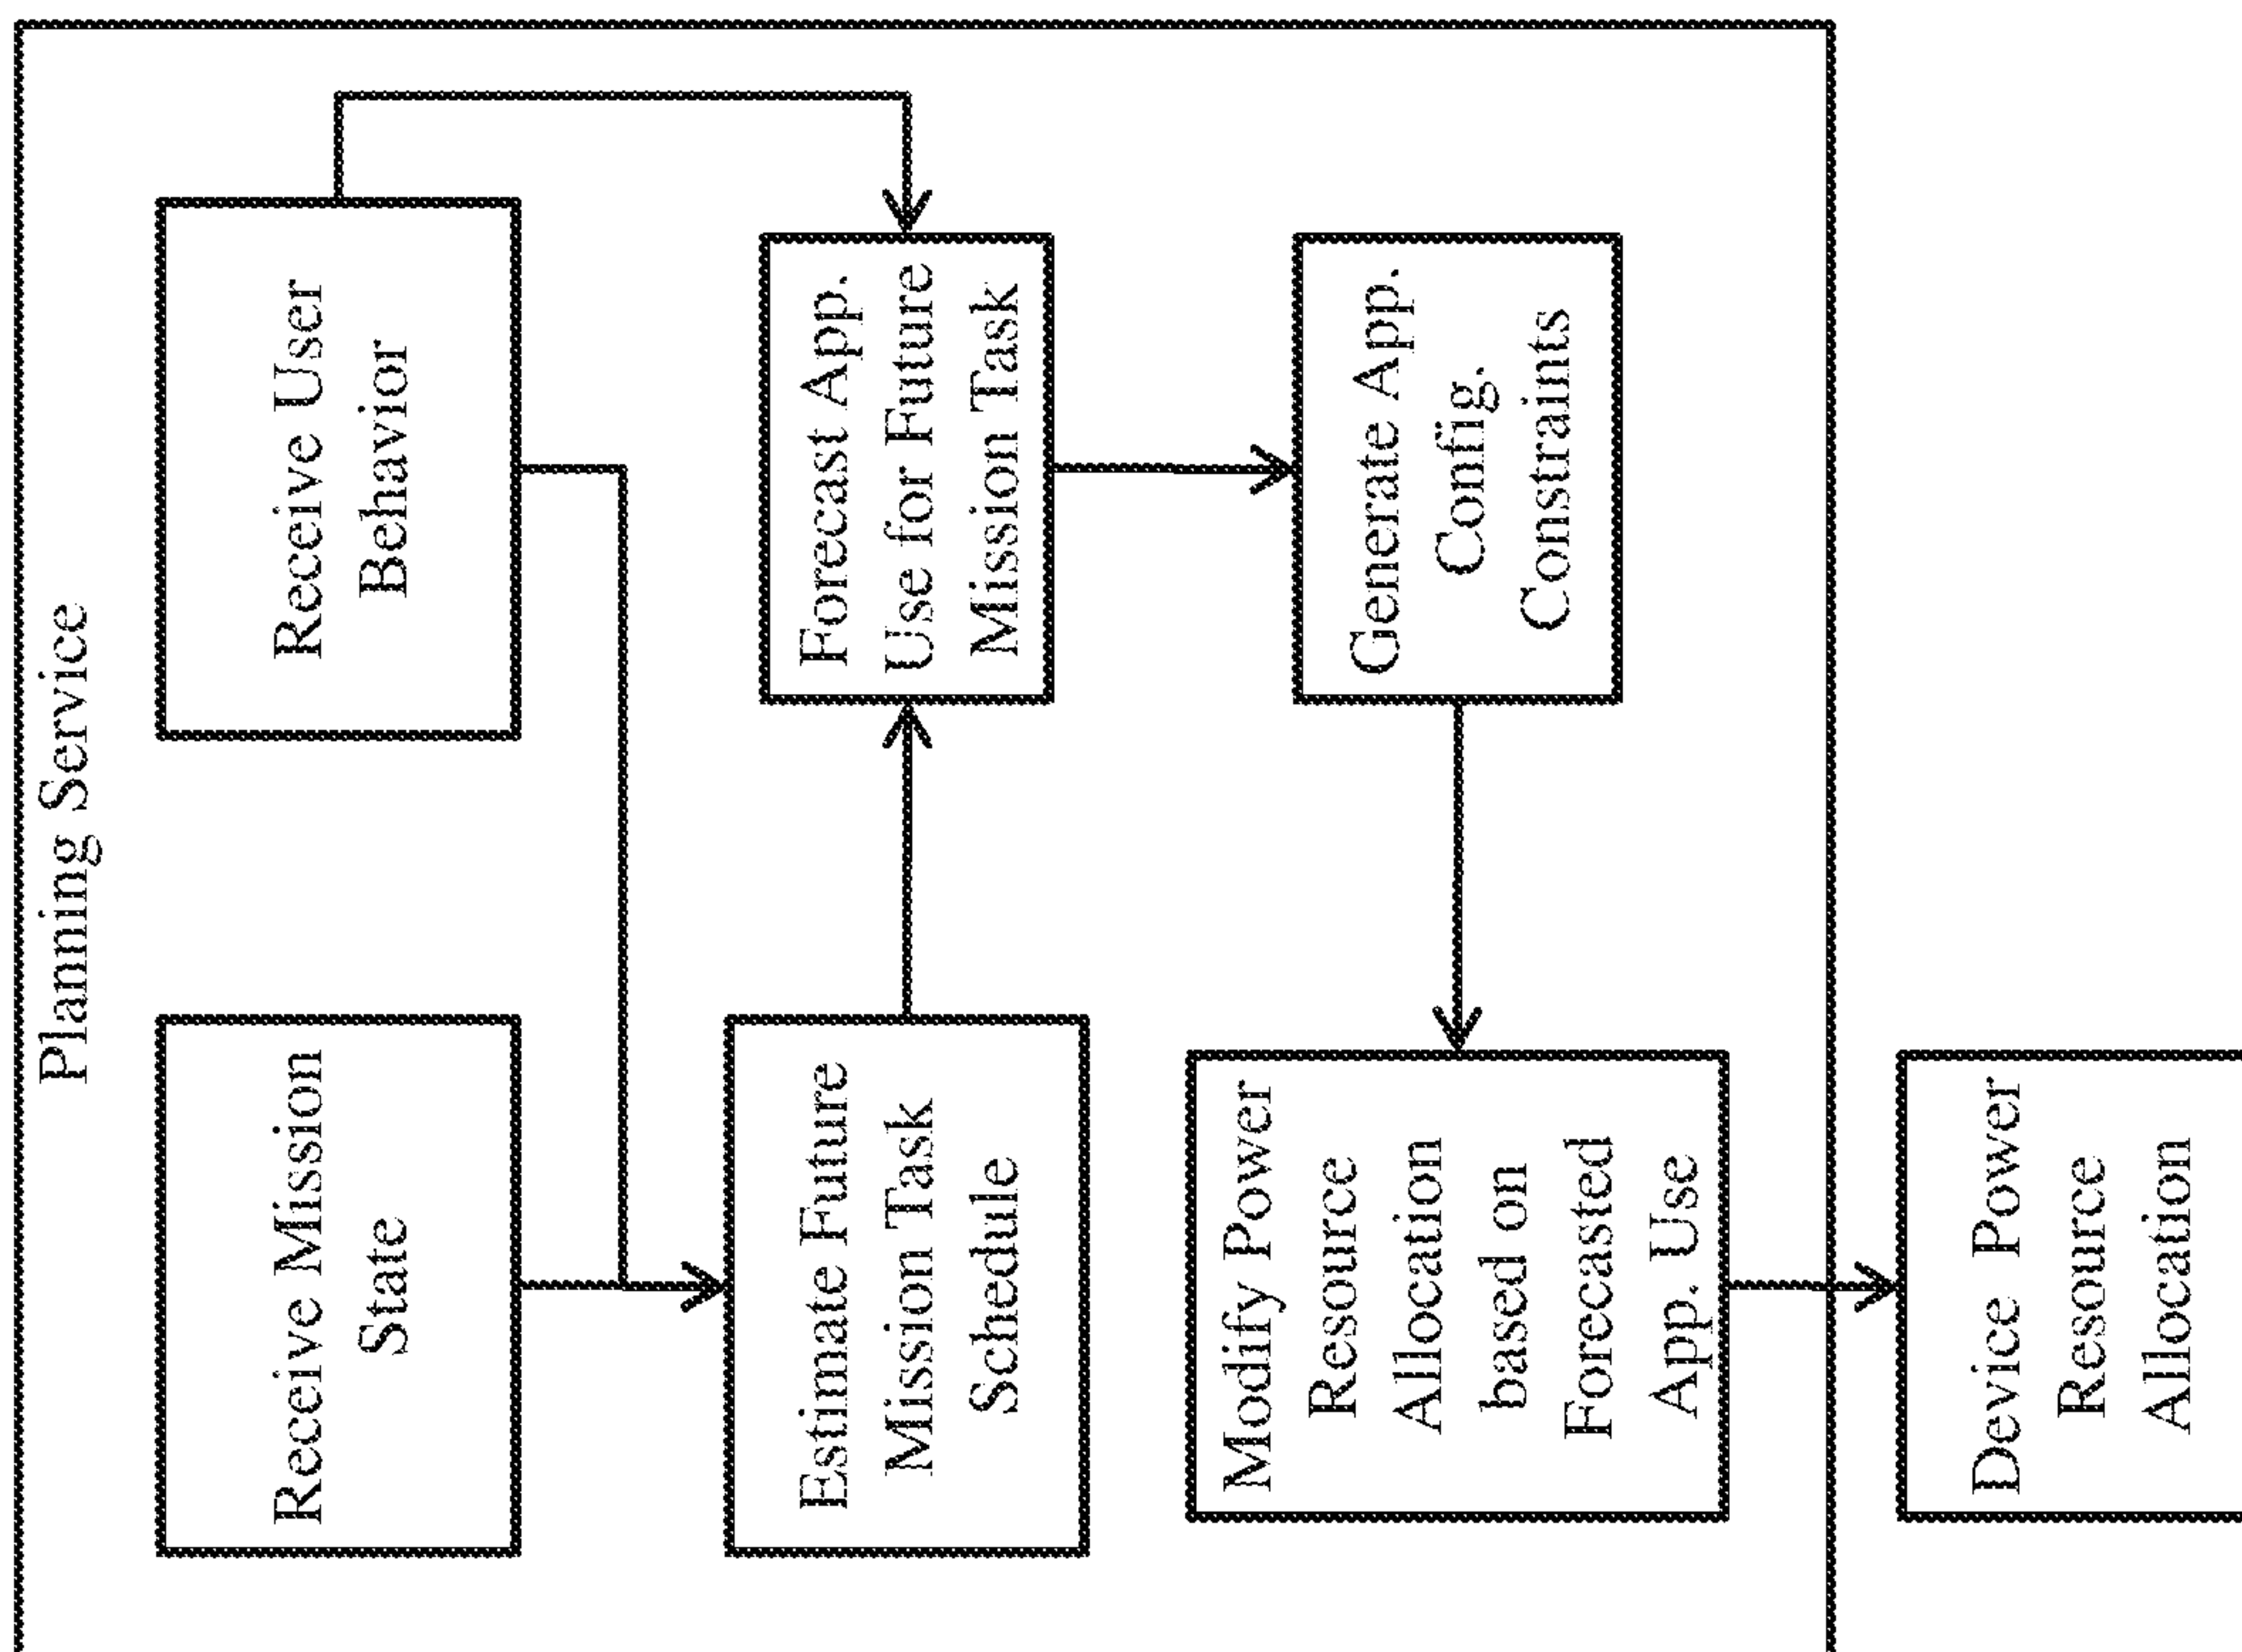 Planning Service
Receive Mission
State
Receive User
Behavior
Estimate Future
Mission Task
Schedule
Forecast App.
Use for Future
Mission Task
Modify Power
Resource
Allocation
based on
Forecasted
App. Use
Generate App.
Config.
Constraints
Device Power
Resource
Allocation